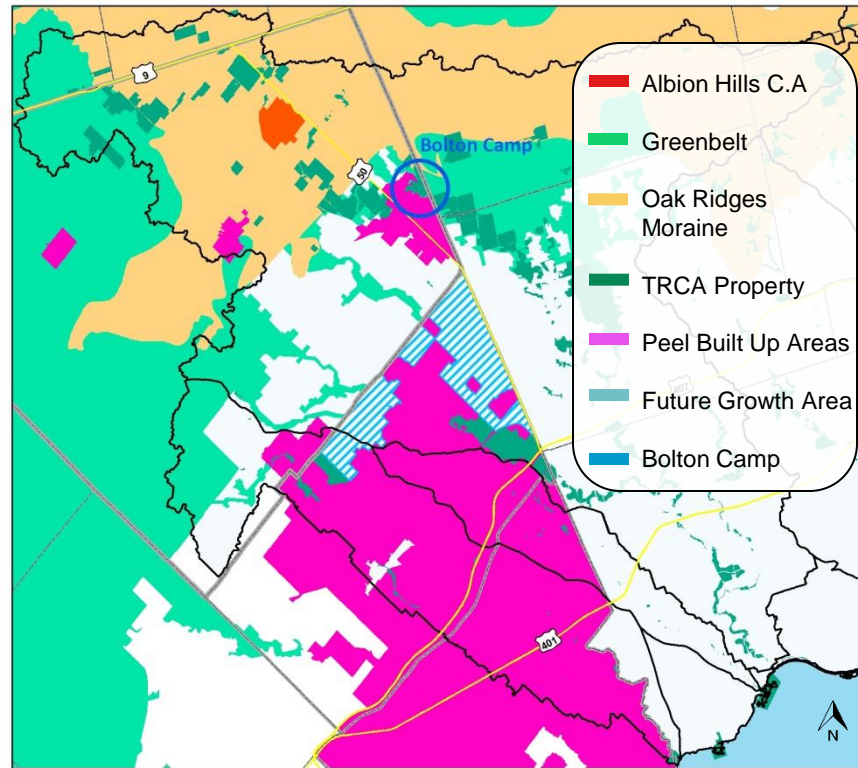 9
50
Bolton Camp
Albion Hills C.A
Greenbelt
Oak Ridges
Moraine
TRCA Property
Peel Built Up Areas
407
Future Growth Area
Bolton Camp
401
N